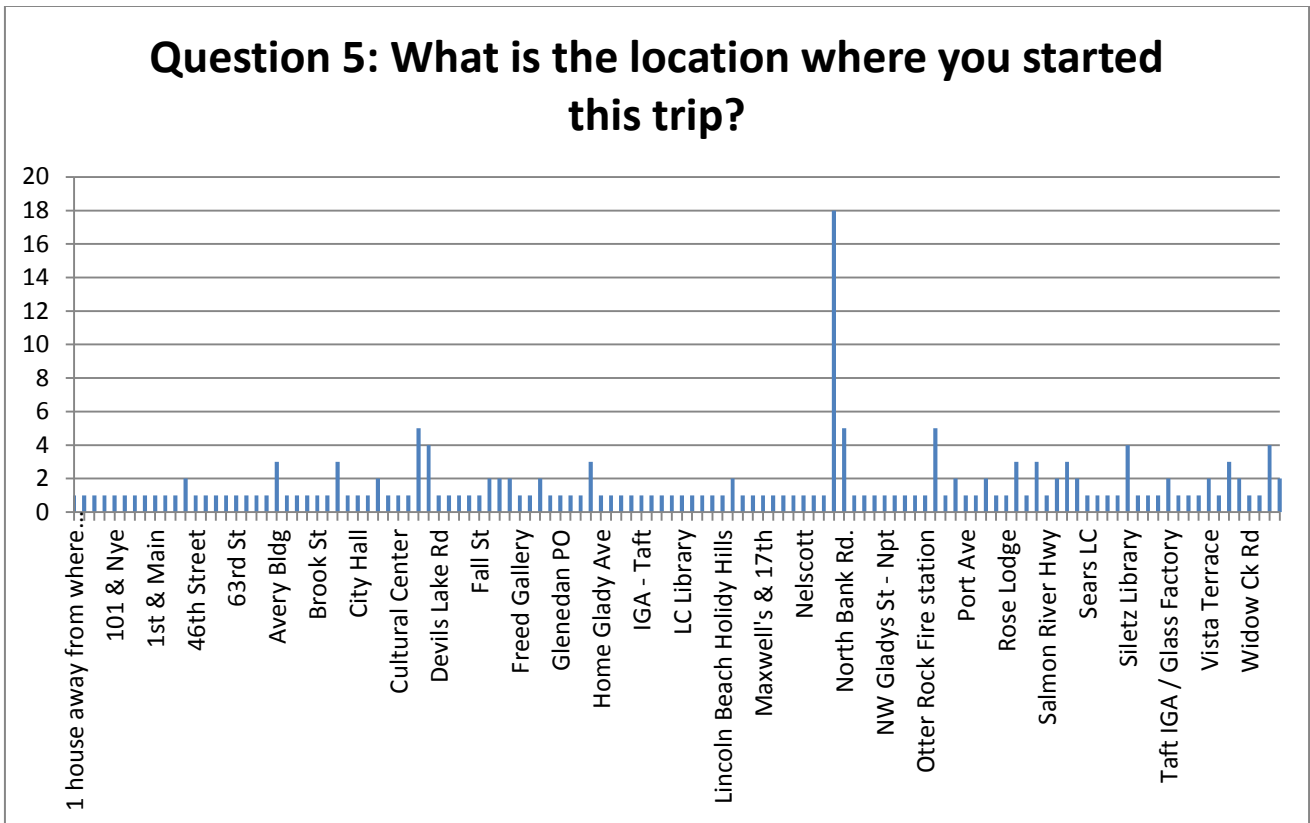 Question 5: What is the location where you started
this trip?
20
18
16
14
12
10
8
6
4
2
0
1 house away from where...
101 & Nye
1st & Main
46th Street
63rd St
Avery Bldg
Brook St
City Hall
Cultural Center
Devils Lake Rd
Fall St
Freed Gallery
Glenedan PO
Home Glady Ave
IGA - Taft
LC Library
Lincoln Beach Holidy Hills
Maxwell's & 17th
Nelscott
North Bank Rd.
NW Gladys St - Npt
Otter Rock Fire station
Port Ave
Rose Lodge
Salmon River Hwy
Sears LC
Siletz Library
Taft IGA / Glass Factory
Vista Terrace
Widow Ck Rd